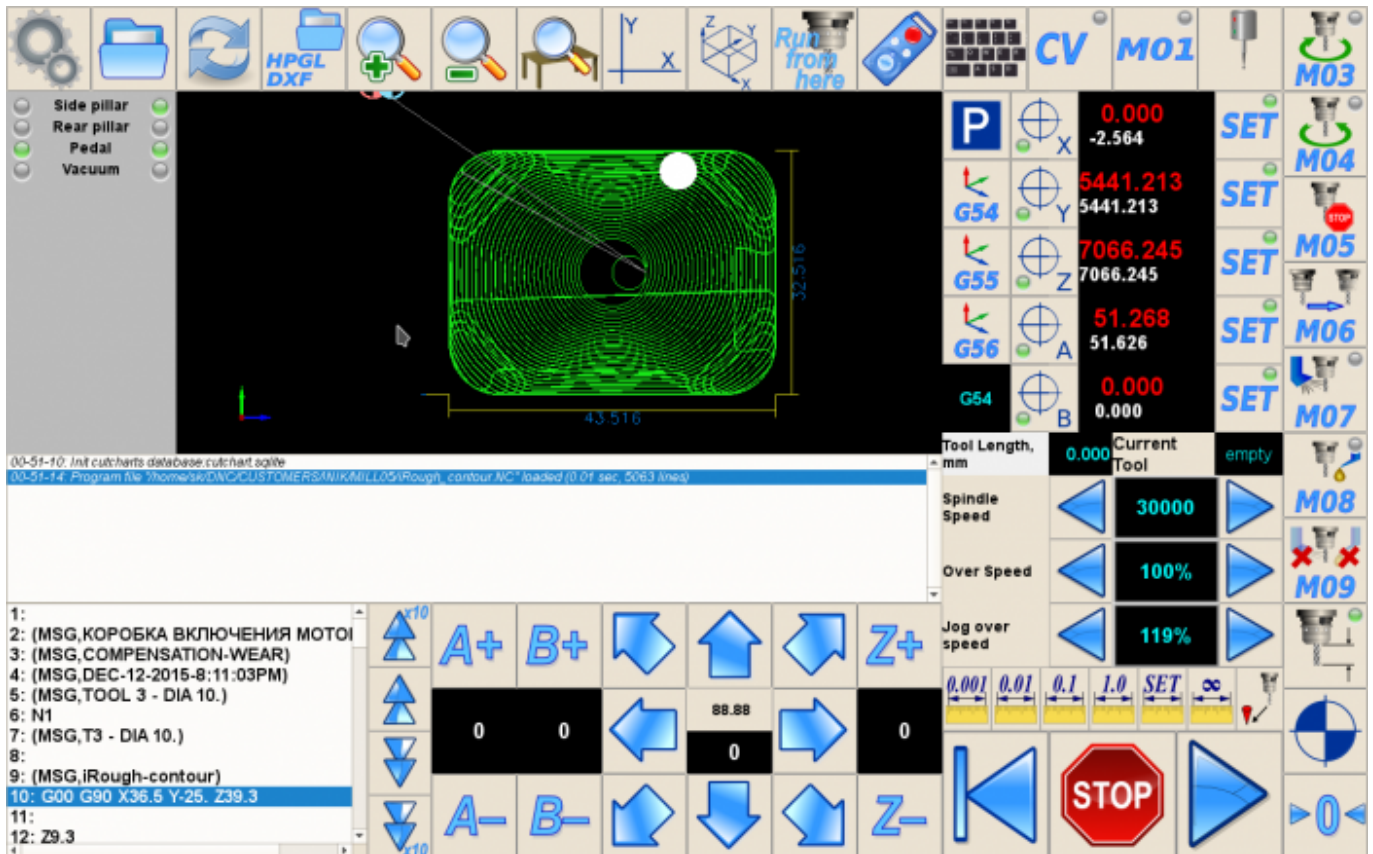 HPGL
DXF
Y
X
Z
Y
X
Run
from
here
CV
M01
M03
Side pillar
Rear pillar
Pedal
Vacuum
32.516
43.516
P
X
0.000
-2.564
SET
M04
G54
Y
5441.213
5441.213
SET
STOP
M05
G55
Z
7066.245
7066.245
SET
M06
G56
A
51.268
51.626
SET
M07
G54
B
0.000
0.000
SET
00-51-10: Init cutcharts database:cutchart.sqlite
00-51-14: Program file "/home/sk/DNC/CUSTOMERS/NIK/MILL05/iRough_contour.NC" loaded (0.01 sec, 5063 lines)
Tool Length,
mm
0.000
Current
Tool
empty
M08
Spindle
Speed
30000
Over Speed
100%
M09
Jog over
speed
119%
1:
2: (MSG,КОРОБКА ВКЛЮЧЕНИЯ
3: (MSG,COMPENSATION-WEAR)
4: (MSG,DEC-12-2015-8:11:03PM)
5: (MSG,TOOL 3 - DIA 10.)
6: N1
7: (MSG,T3 - DIA 10.)
8:
9: (MSG,iRough-contour)
10: G00 G90 X36.5 Y-25. Z39.3
11:
12: Z9.3
x10
x10
A+
B+
Z+
0
0
88.88
0
0
A–
B–
Z–
0.001
0.01
0.1
1.0
SET
∞
STOP
0